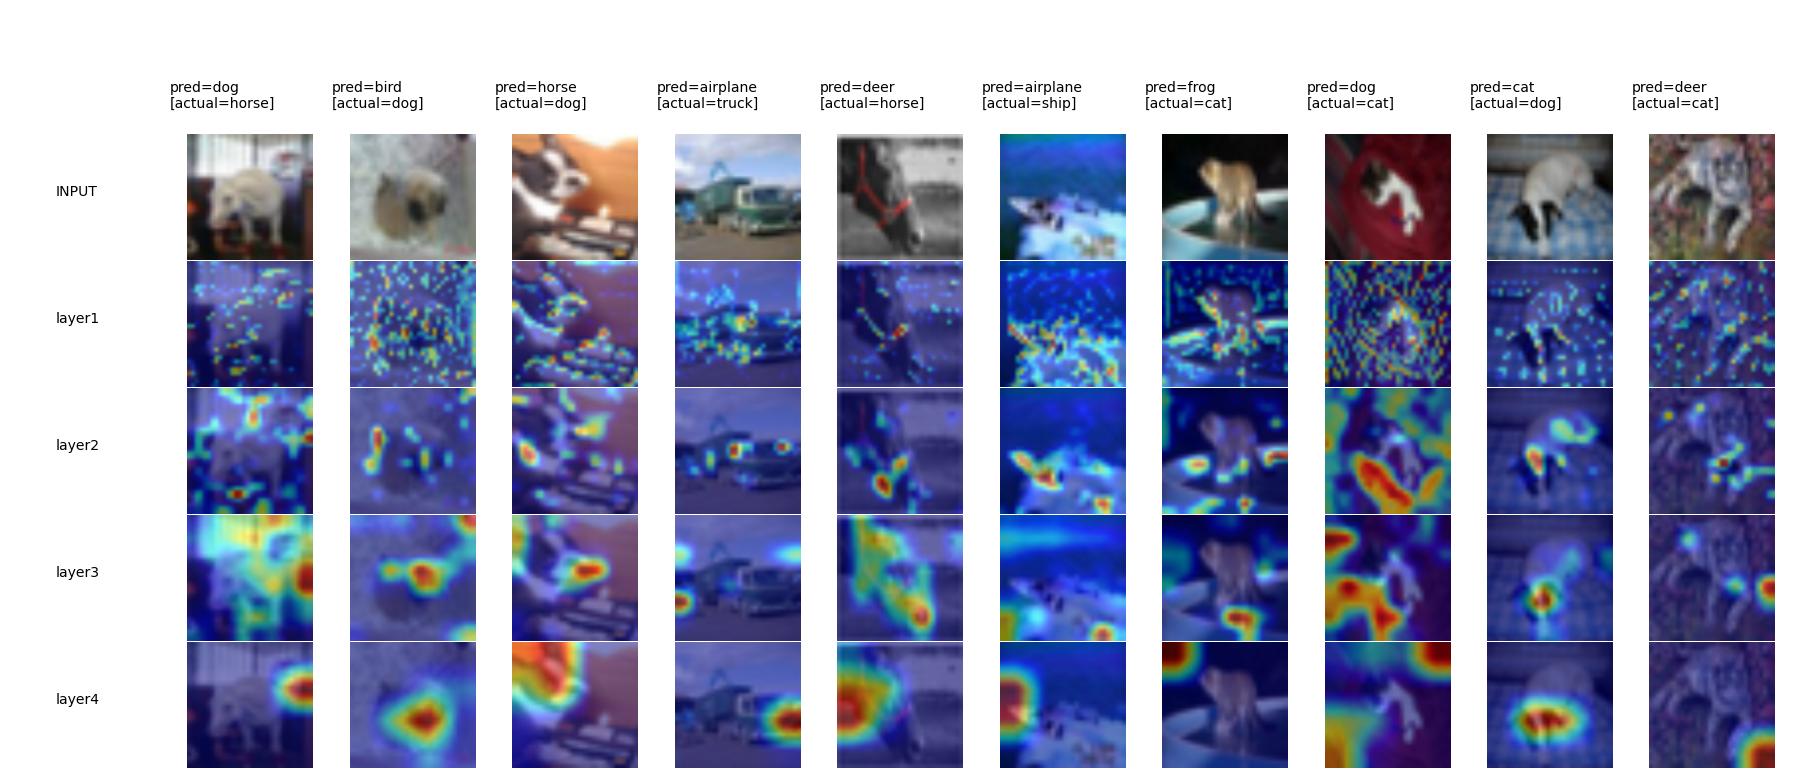 pred=dog
[actual=horse]
pred=bird
[actual=dog]
pred=horse
[actual=dog]
pred=airplane
[actual=truck]
pred=deer
[actual=horse]
pred=airplane
[actual=ship]
pred=frog
[actual=cat]
pred=dog
[actual=cat]
pred=cat
[actual=dog]
pred=deer
[actual=cat]
INPUT
layer1
layer2
layer3
layer4